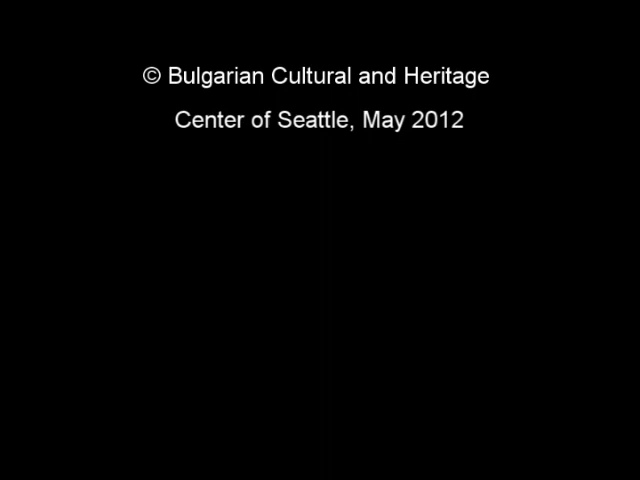 © Bulgarian Cultural and Heritage
Center of Seattle, May 2012